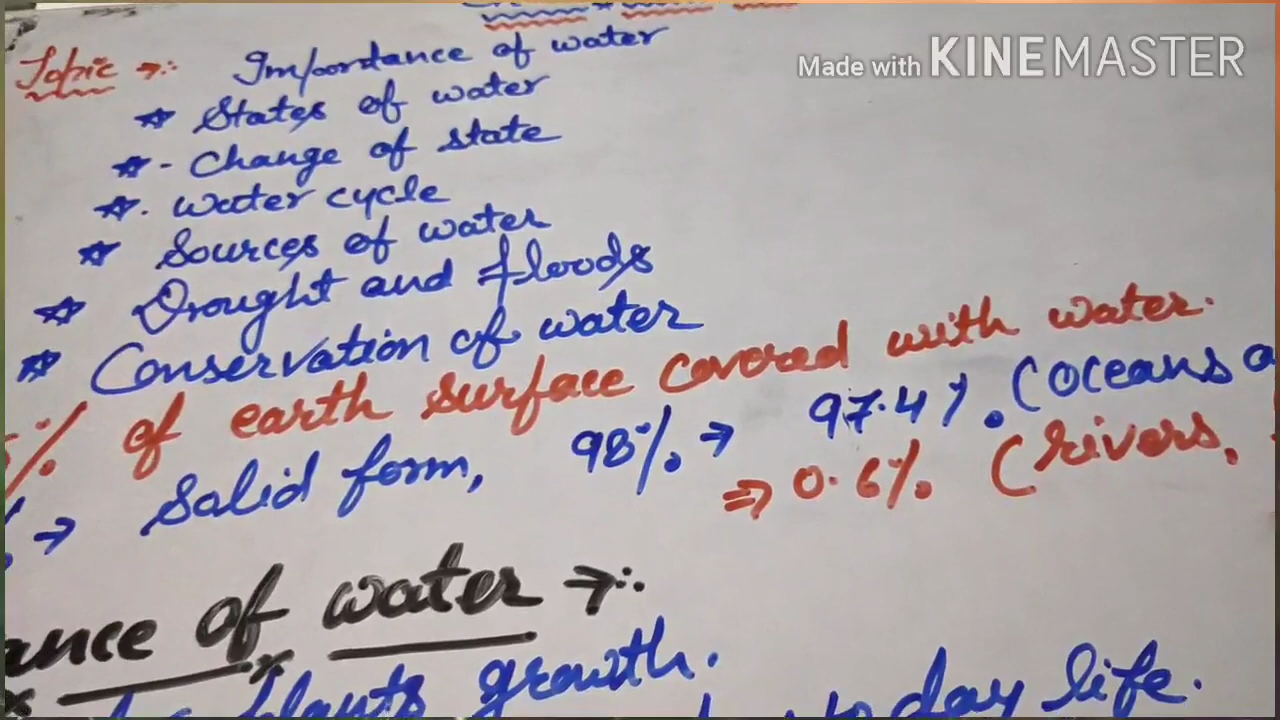 Made with KINEMASTER
Topic →∴ Importance of water
☆ States of water
☆ - Change of state
☆ . Water cycle
☆ Sources of water
☆ Drought and floods
☆ Conservation of water
% of earth surface covered with water.
→ Solid form, 98% → 97.4%. (oceans
⇒ 0.6% (rivers,
ance of water →∴
plants growth.
day life.